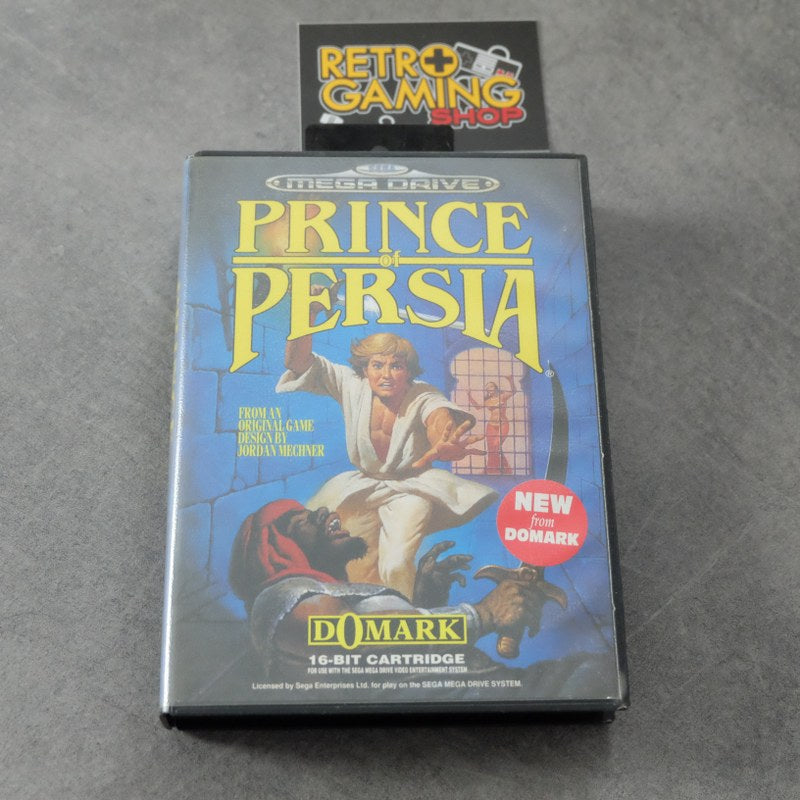 RETRO
GAMING
SHOP
SEGA
MEGA DRIVE
PRINCE
of
PERSIA
®
FROM AN
ORIGINAL GAME
DESIGN BY
JORDAN MECHNER
NEW
from
DOMARK
DOMARK
16-BIT CARTRIDGE
FOR USE WITH THE SEGA MEGA DRIVE VIDEO ENTERTAINMENT SYSTEM
Licensed by Sega Enterprises Ltd. for play on the SEGA MEGA DRIVE SYSTEM.